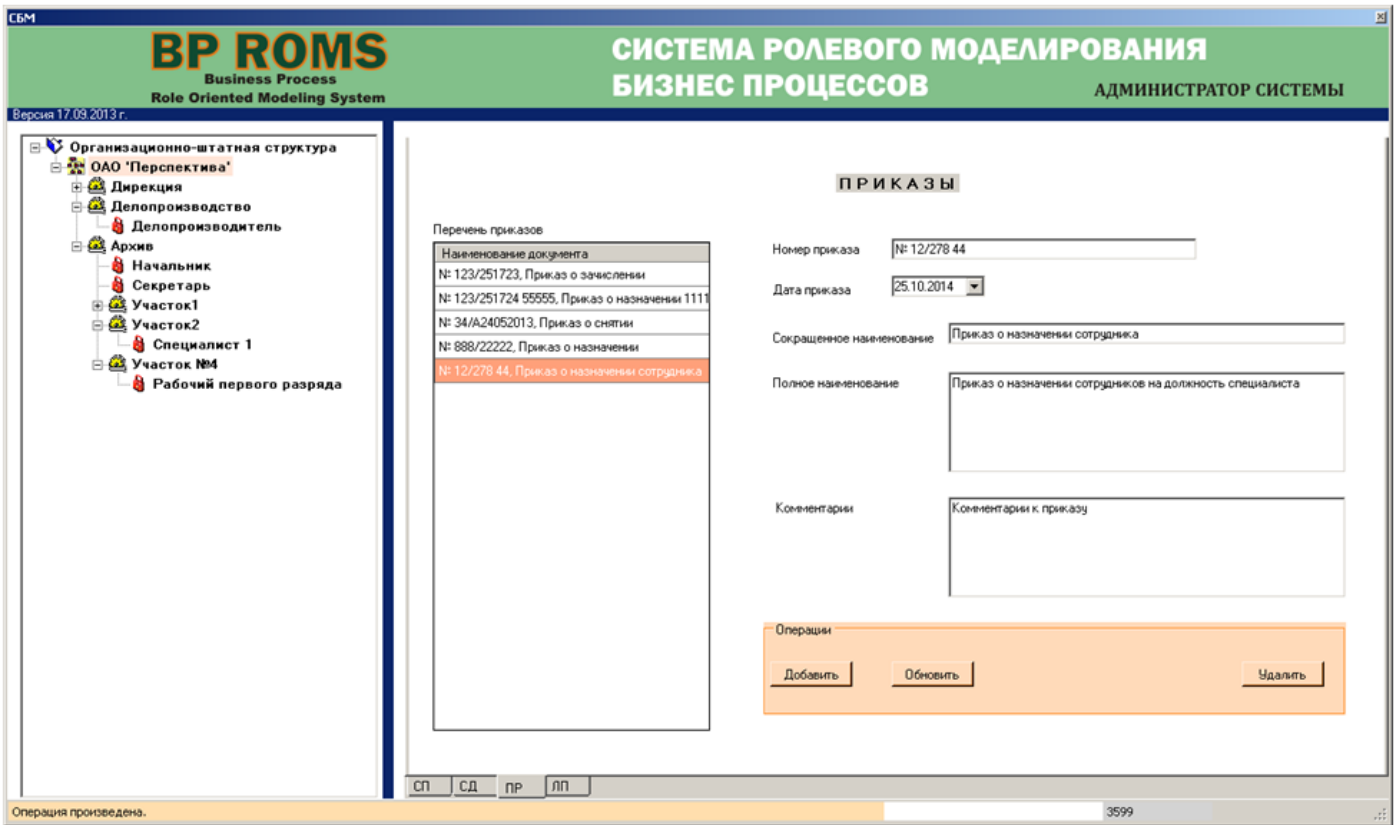 СБМ
BP ROMS
Business Process
Role Oriented Modeling System
СИСТЕМА РОЛЕВОГО МОДЕЛИРОВАНИЯ
БИЗНЕС ПРОЦЕССОВ
АДМИНИСТРАТОР СИСТЕМЫ
Версия 17.09.2013 г.
Организационно-штатная структура
ОАО 'Перспектива'
Дирекция
Делопроизводство
Делопроизводитель
Архив
Начальник
Секретарь
Участок1
Участок2
Специалист 1
Участок №4
Рабочий первого разряда
ПРИКАЗЫ
Перечень приказов
Наименование документа
№ 123/251723, Приказ о зачислении
№ 123/251724 55555, Приказ о назначении 1111
№ 34/А24052013, Приказ о снятии
№ 888/22222, Приказ о назначении
№ 12/278 44, Приказ о назначении сотрудника
Номер приказа № 12/278 44
Дата приказа 25.10.2014
Сокращенное наименование Приказ о назначении сотрудника
Полное наименование Приказ о назначении сотрудников на должность специалиста
Комментарии Комментарии к приказу
Операции
Добавить Обновить Удалить
СП СД ПР ЛП
Операция произведена. 3599